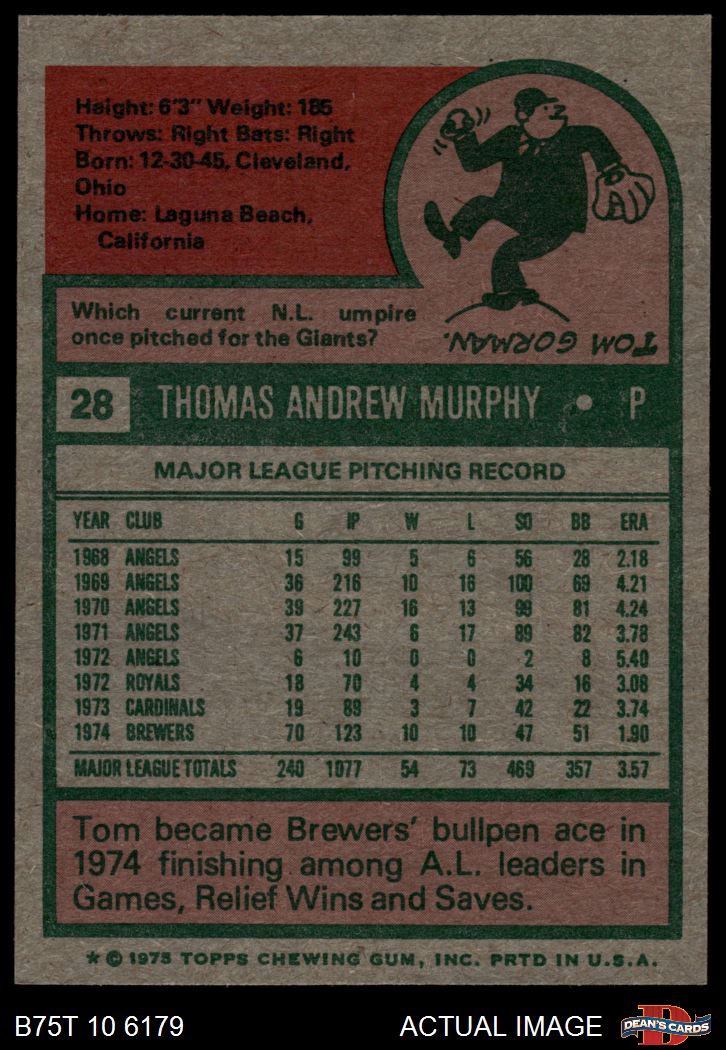 Height: 6'3" Weight: 185
Throws: Right Bats: Right
Born: 12-30-45, Cleveland,
Ohio
Home: Laguna Beach,
California
Which current N.L. umpire
once pitched for the Giants?
TOM GORMAN.
28 THOMAS ANDREW MURPHY • P
MAJOR LEAGUE PITCHING RECORD
YEAR CLUB G IP W L SO BB ERA
1968 ANGELS 15 99 5 6 56 28 2.18
1969 ANGELS 36 216 10 16 100 69 4.21
1970 ANGELS 39 227 16 13 99 81 4.24
1971 ANGELS 37 243 6 17 89 82 3.78
1972 ANGELS 6 10 0 0 2 8 5.40
1972 ROYALS 18 70 4 4 34 16 3.08
1973 CARDINALS 19 89 3 7 42 22 3.74
1974 BREWERS 70 123 10 10 47 51 1.90
MAJOR LEAGUE TOTALS 240 1077 54 73 469 357 3.57
Tom became Brewers' bullpen ace in
1974 finishing among A.L. leaders in
Games, Relief Wins and Saves.
* © 1975 TOPPS CHEWING GUM, INC. PRTD IN U.S.A.
B75T 10 6179 ACTUAL IMAGE DEAN'S CARDS